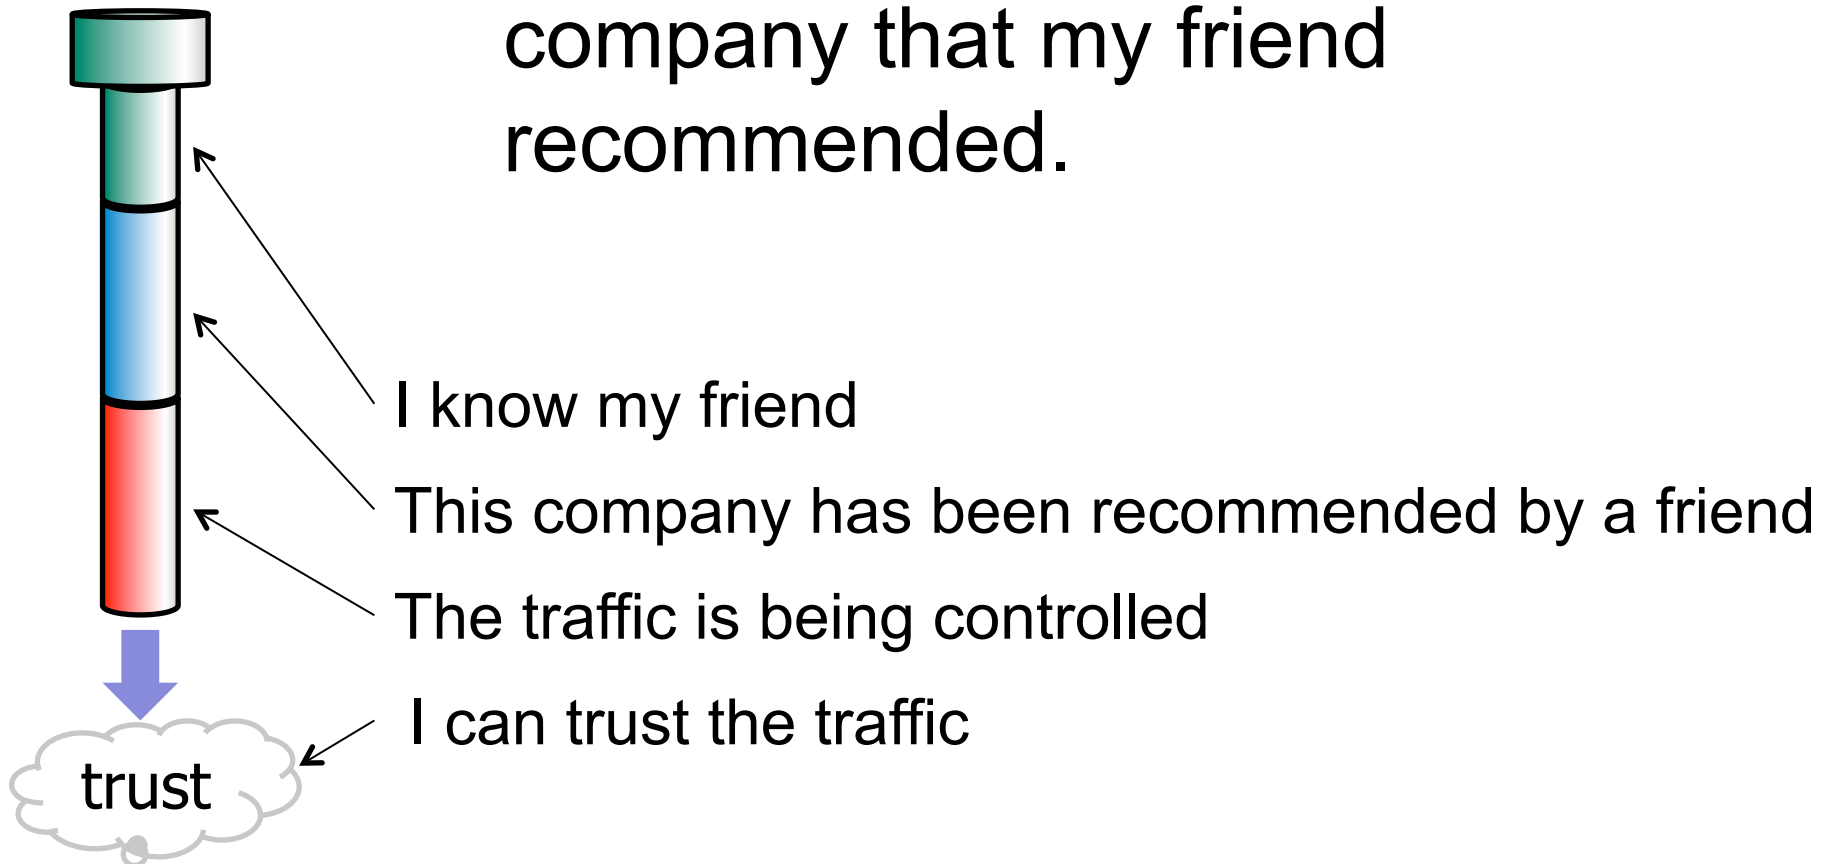 company that my friend
recommended.
I know my friend
This company has been recommended by a friend
The traffic is being controlled
I can trust the traffic
trust